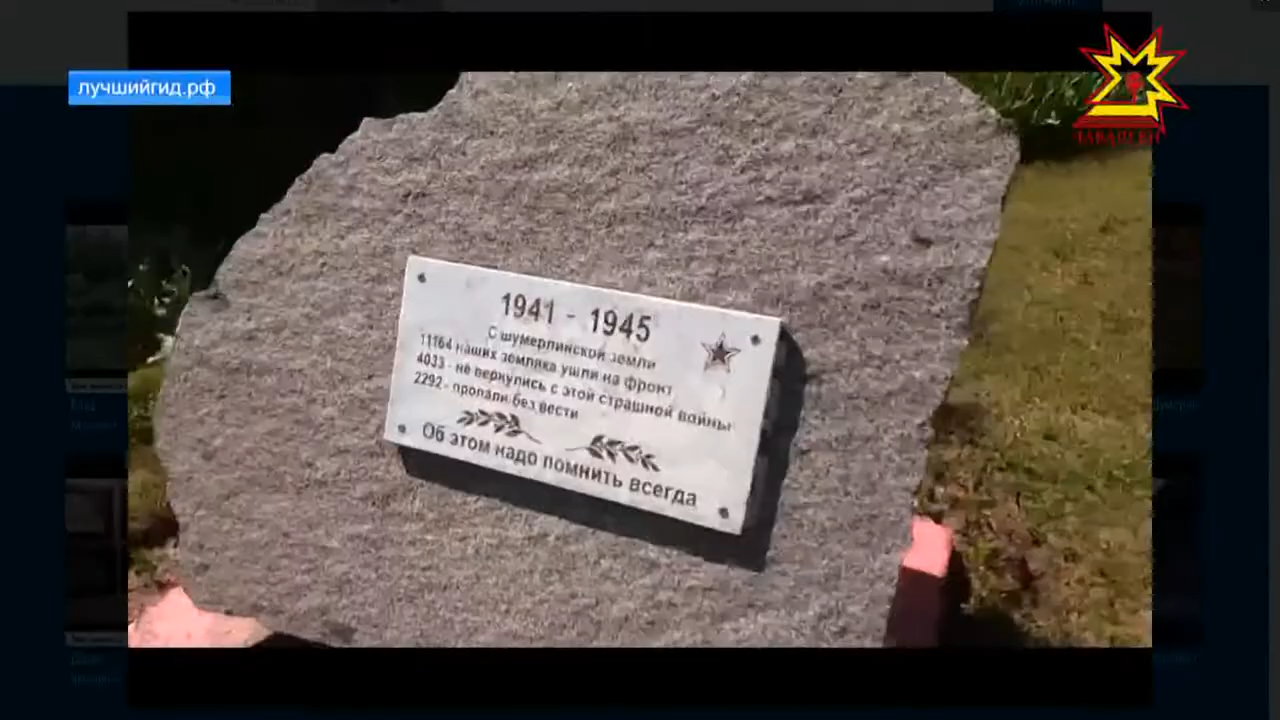 лучшийгид.рф
1941 - 1945
С шумерлинской земли
11164 наших земляка ушли на фронт
4033 - не вернулись с этой страшной войны
2292 - пропали без вести
Об этом надо помнить всегда